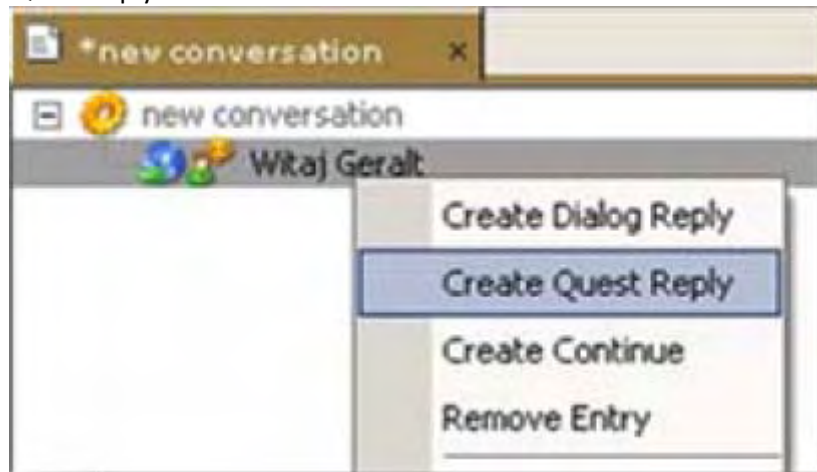 *new conversation ×
new conversation
Witaj Geralt
Create Dialog Reply
Create Quest Reply
Create Continue
Remove Entry